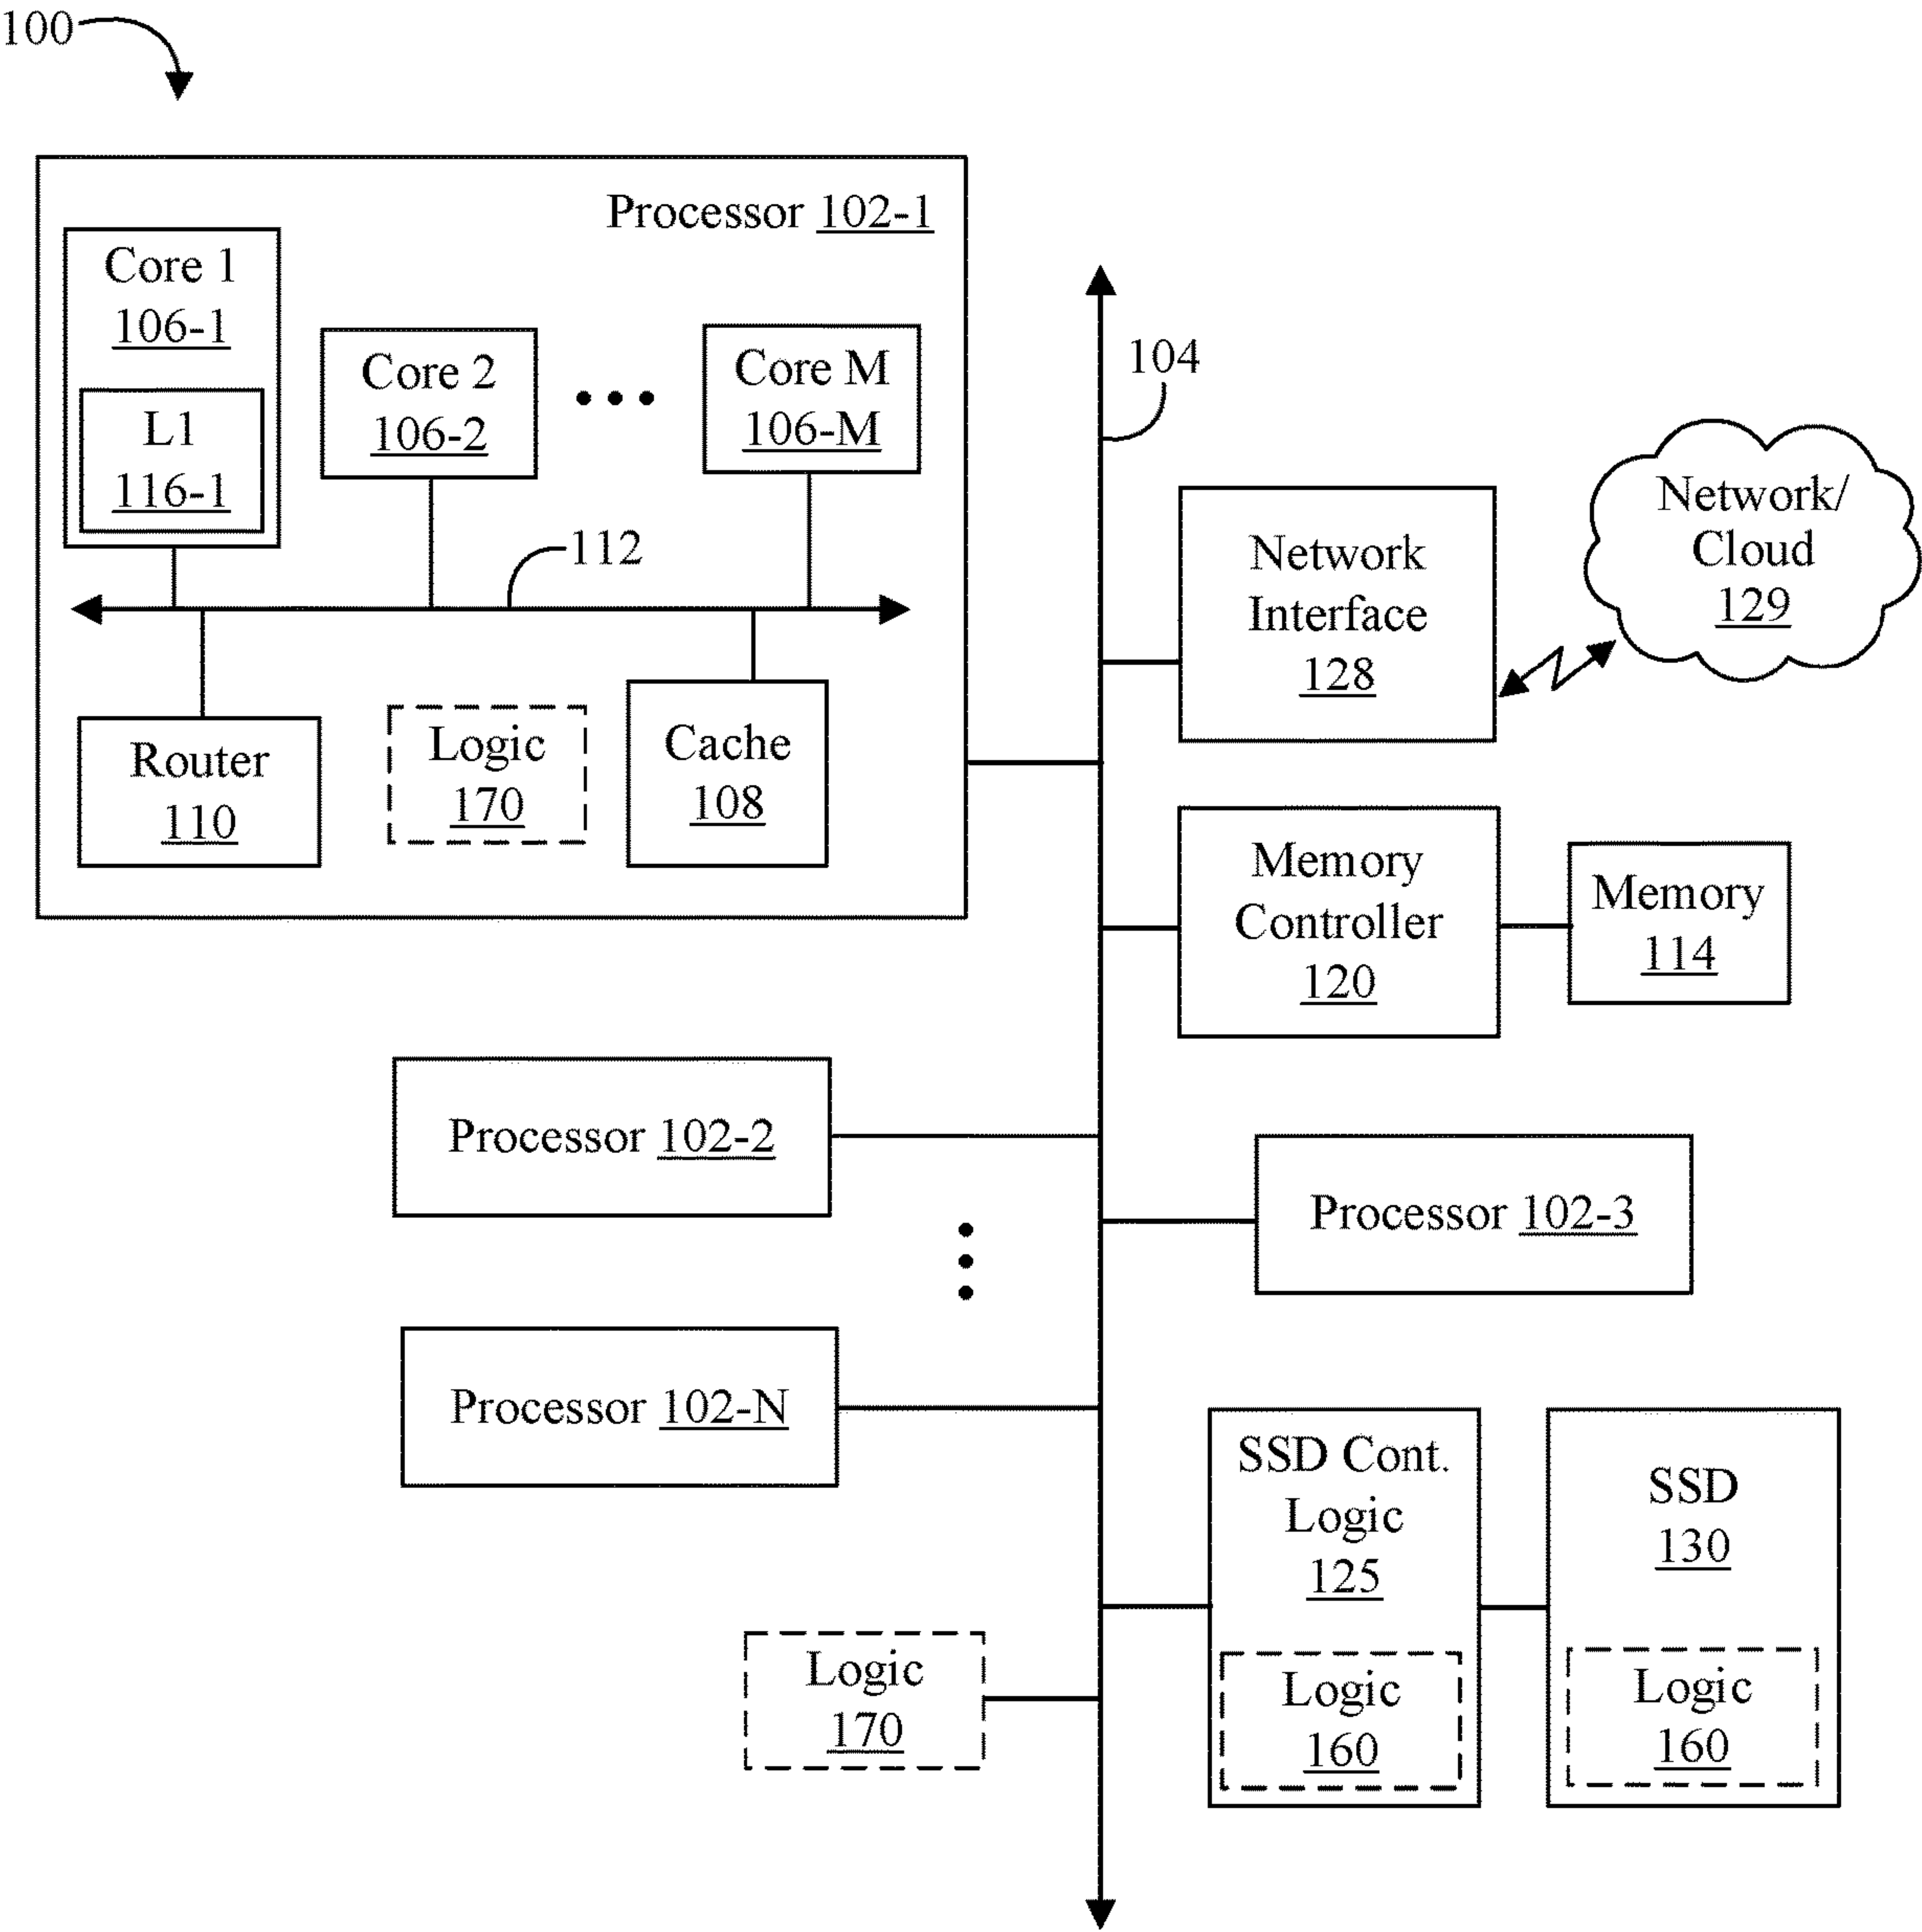 100
Processor 102-1
Core 1
106-1
L1
116-1
Core 2
106-2
Core M
106-M
112
Router
110
Logic
170
Cache
108
104
Network
Interface
128
Network/
Cloud
129
Memory
Controller
120
Memory
114
Processor 102-2
Processor 102-3
Processor 102-N
SSD Cont.
Logic
125
Logic
160
SSD
130
Logic
160
Logic
170